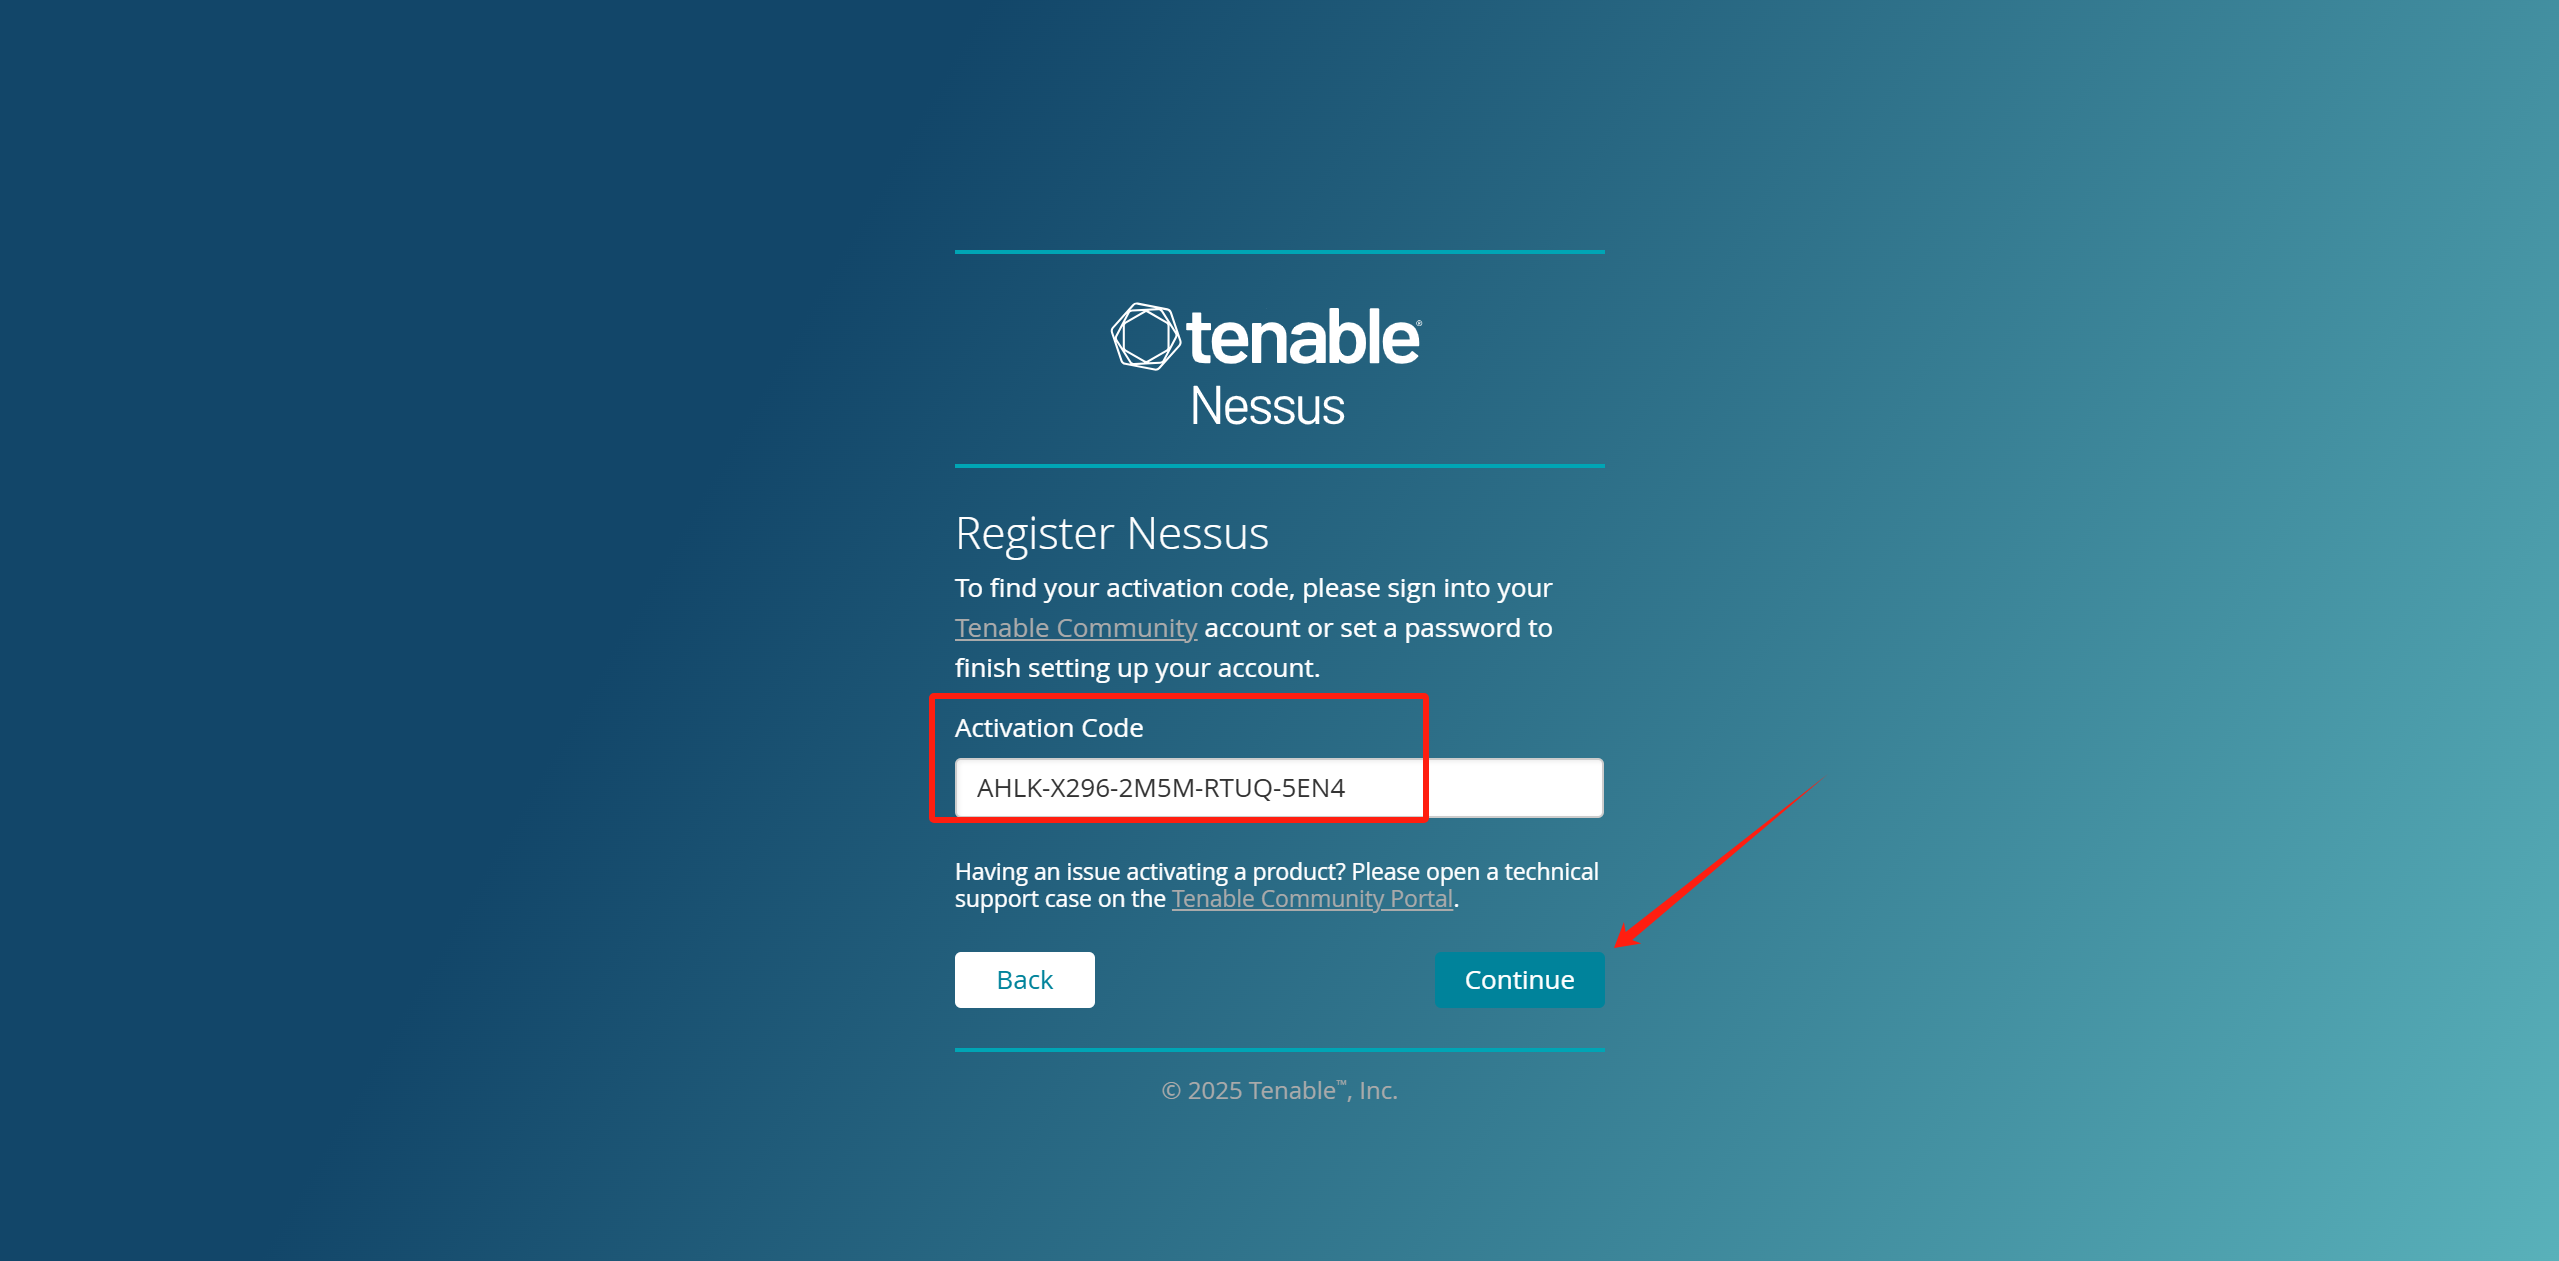 tenable®
Nessus
Register Nessus
To find your activation code, please sign into your
Tenable Community account or set a password to
finish setting up your account.
Activation Code
AHLK-X296-2M5M-RTUQ-5EN4
Having an issue activating a product? Please open a technical
support case on the Tenable Community Portal.
Back
Continue
© 2025 Tenable™, Inc.